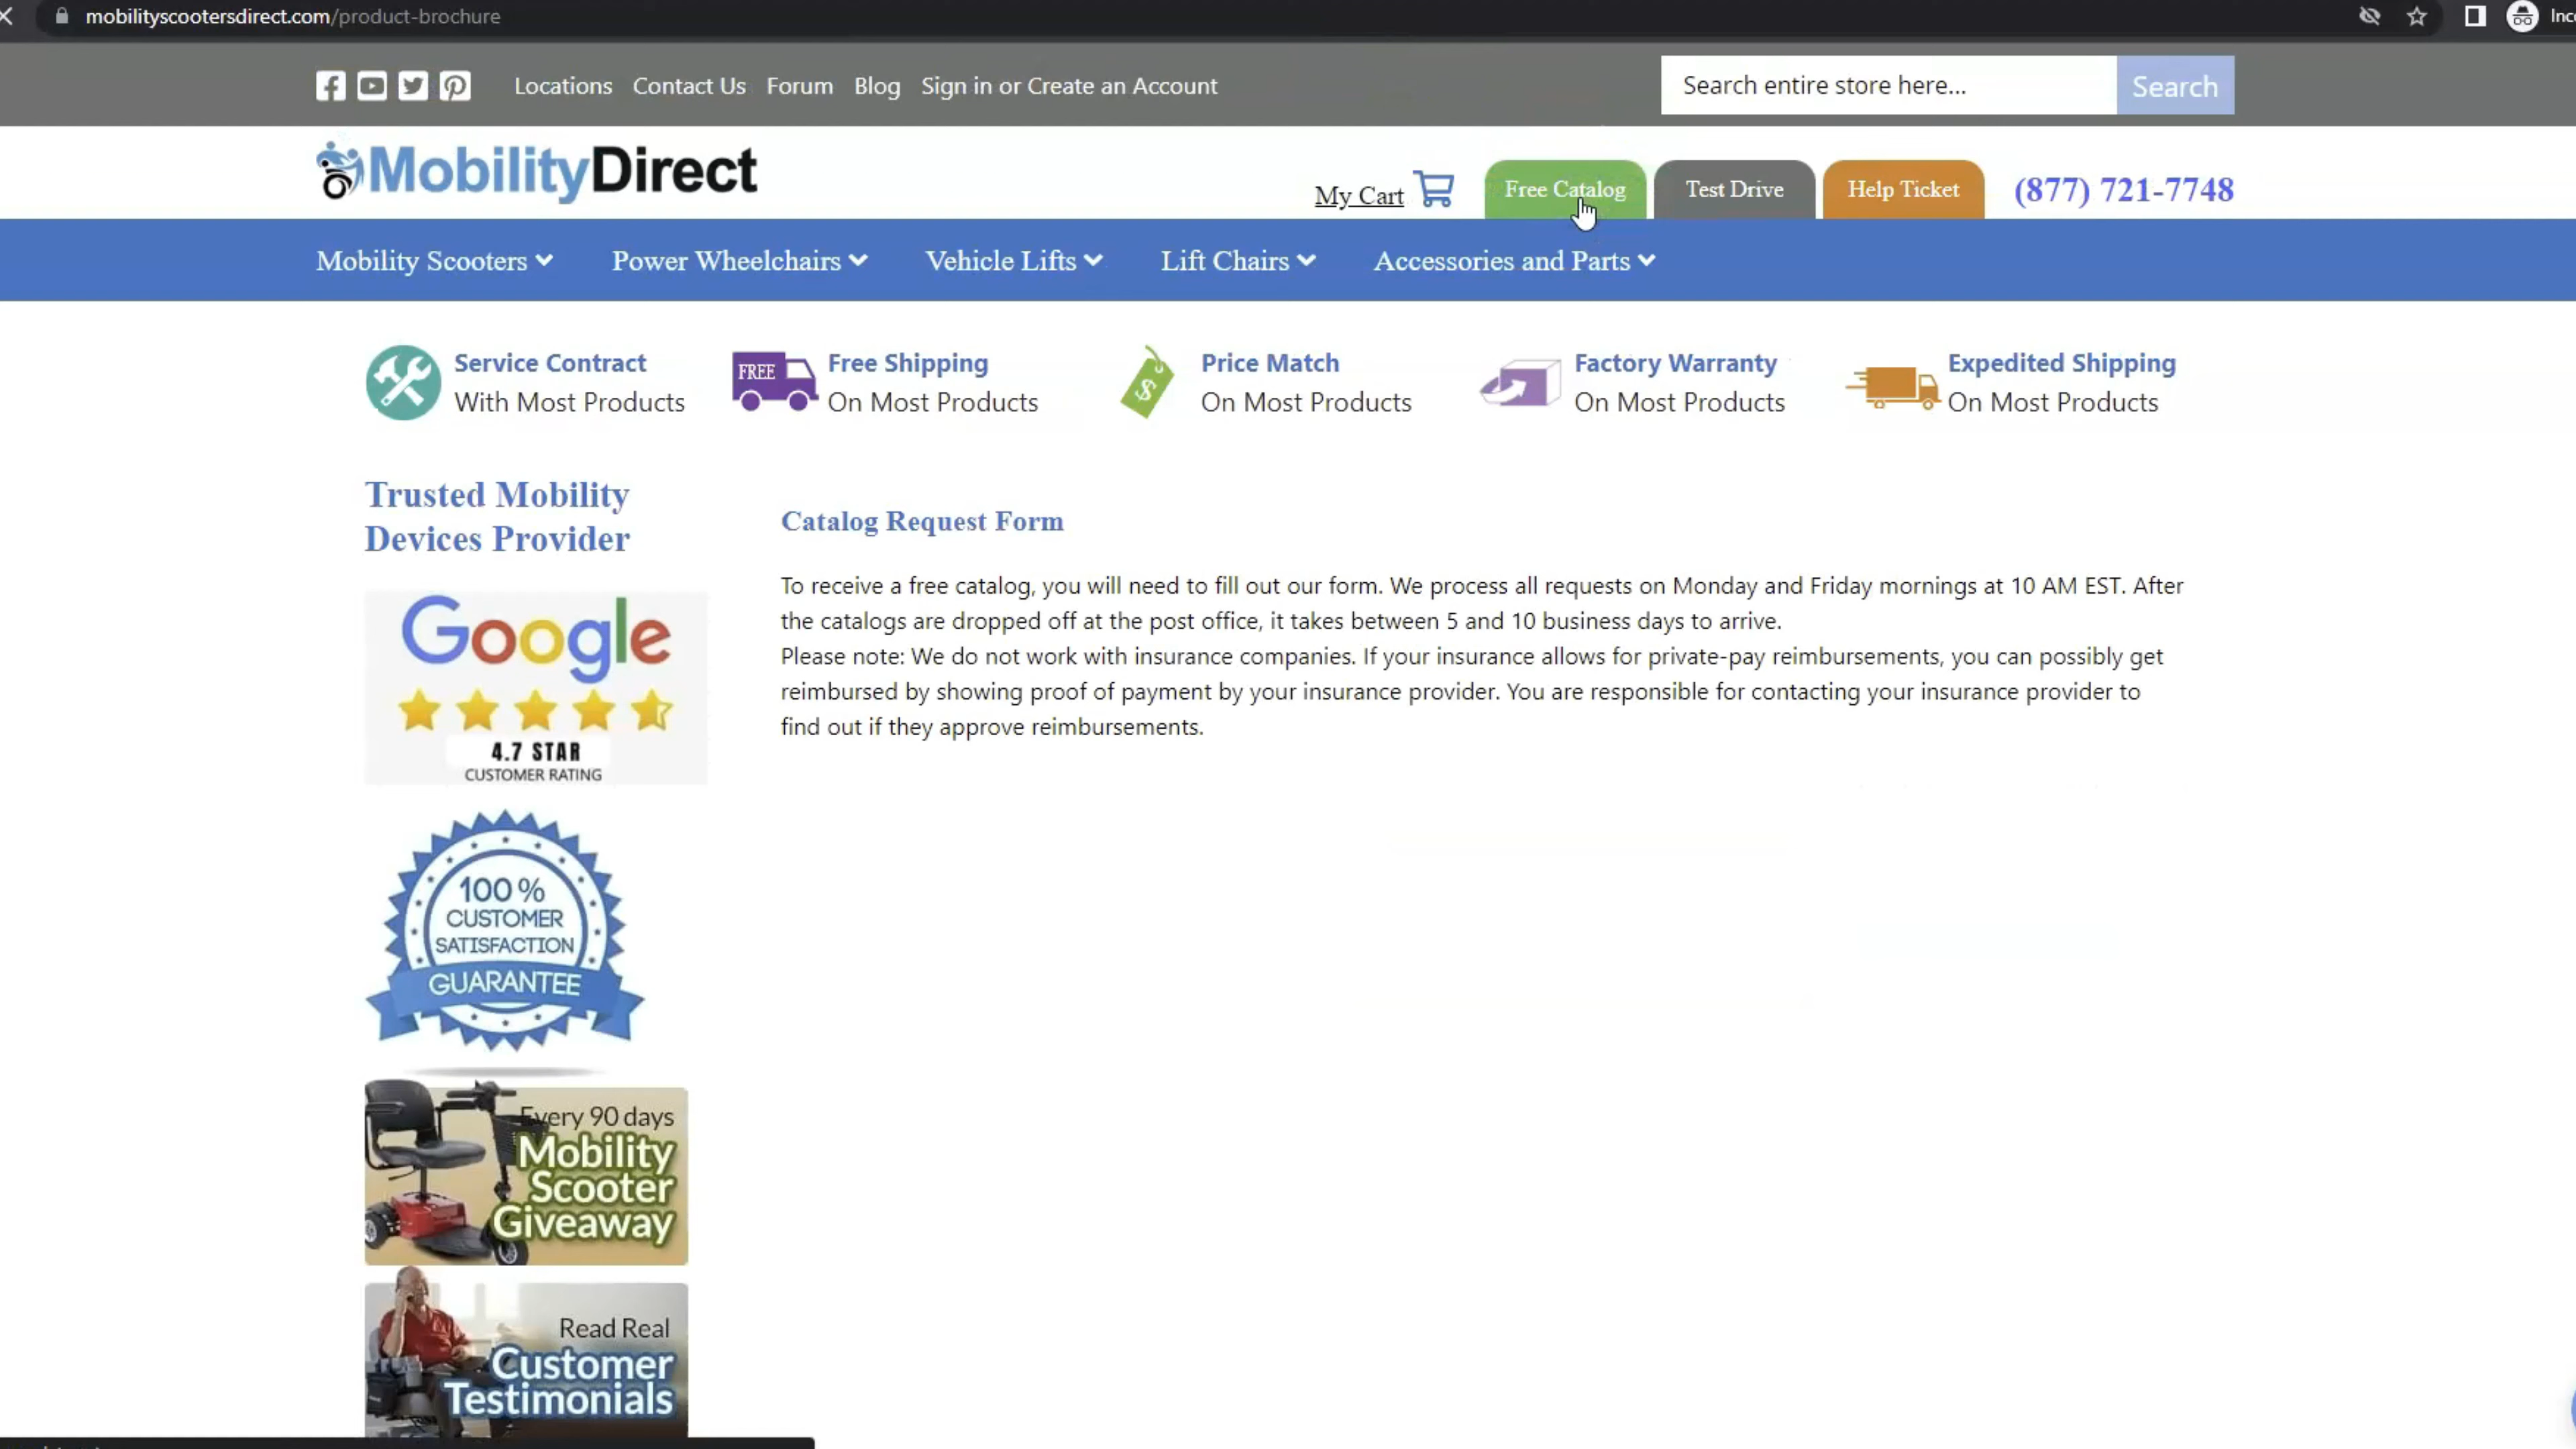 mobilityscootersdirect.com/product-brochure
Locations Contact Us Forum Blog Sign in or Create an Account
Search entire store here...
Search
MobilityDirect
My Cart
Free Catalog
Test Drive
Help Ticket
(877) 721-7748
Mobility Scooters Power Wheelchairs Vehicle Lifts Lift Chairs Accessories and Parts
Service Contract
With Most Products
FREE
Free Shipping
On Most Products
$
Price Match
On Most Products
Factory Warranty
On Most Products
Expedited Shipping
On Most Products
Trusted Mobility
Devices Provider
Google
4.7 STAR
CUSTOMER RATING
100 %
CUSTOMER
SATISFACTION
GUARANTEE
Every 90 days
Mobility
Scooter
Giveaway
Read Real
Customer
Testimonials
Catalog Request Form
To receive a free catalog, you will need to fill out our form. We process all requests on Monday and Friday mornings at 10 AM EST. After
the catalogs are dropped off at the post office, it takes between 5 and 10 business days to arrive.
Please note: We do not work with insurance companies. If your insurance allows for private-pay reimbursements, you can possibly get
reimbursed by showing proof of payment by your insurance provider. You are responsible for contacting your insurance provider to
find out if they approve reimbursements.